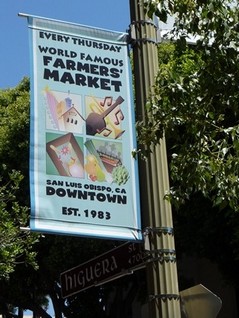 EVERY THURSDAY
WORLD FAMOUS
FARMERS'
MARKET
SAN LUIS OBISPO, CA
DOWNTOWN
EST. 1983
HIGUERA